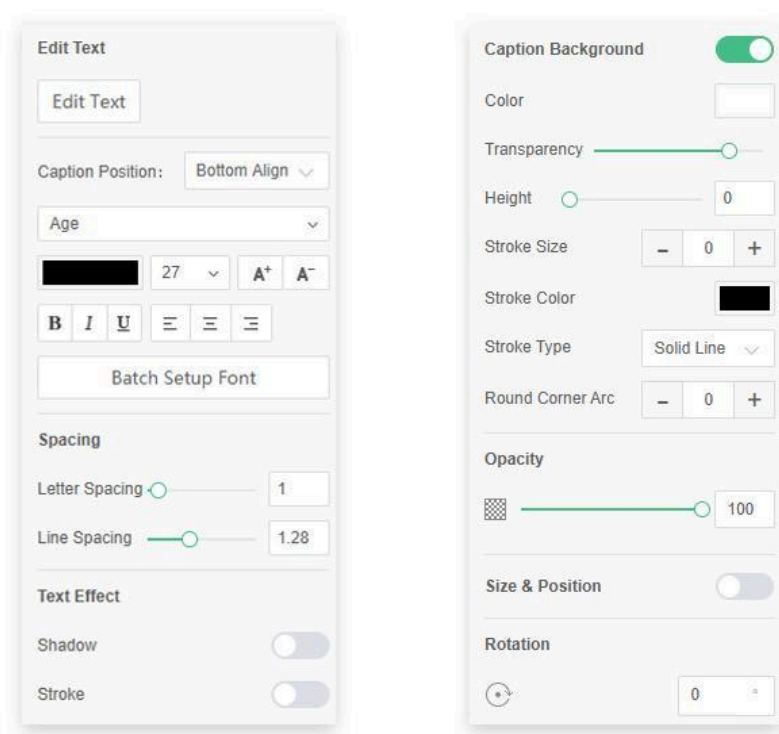 Edit Text
Edit Text
Caption Position: Bottom Align
Age
27 A+ A-
B I U
Batch Setup Font
Spacing
Letter Spacing 1
Line Spacing 1.28
Text Effect
Shadow
Stroke
Caption Background
Color
Transparency
Height 0
Stroke Size - 0 +
Stroke Color
Stroke Type Solid Line
Round Corner Arc - 0 +
Opacity
100
Size & Position
Rotation
0 °